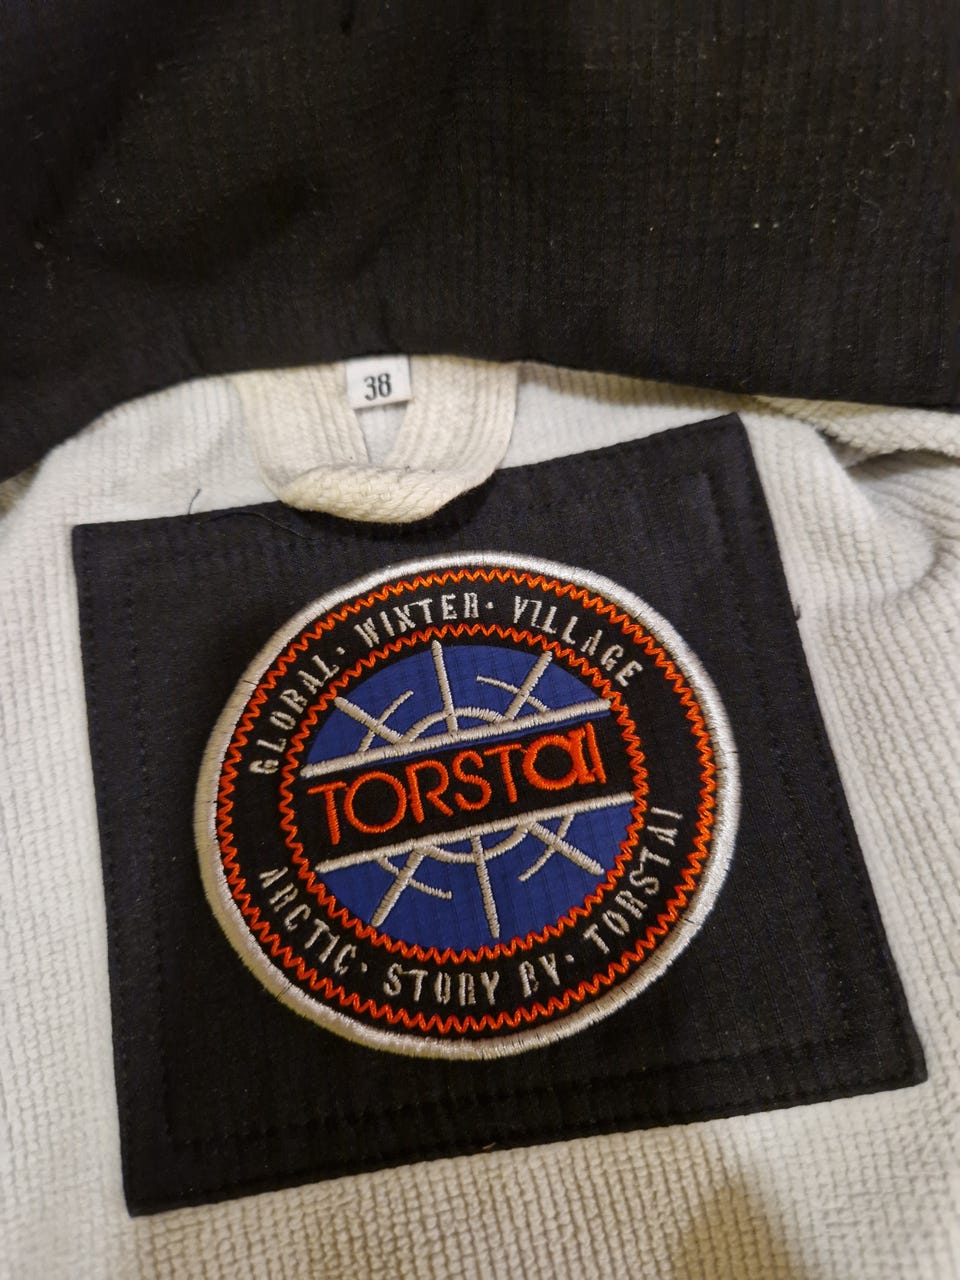 38
GLOBAL · WINTER · VILLAGE
TORSTAI
ARCTIC · STORY BY · TORSTAI